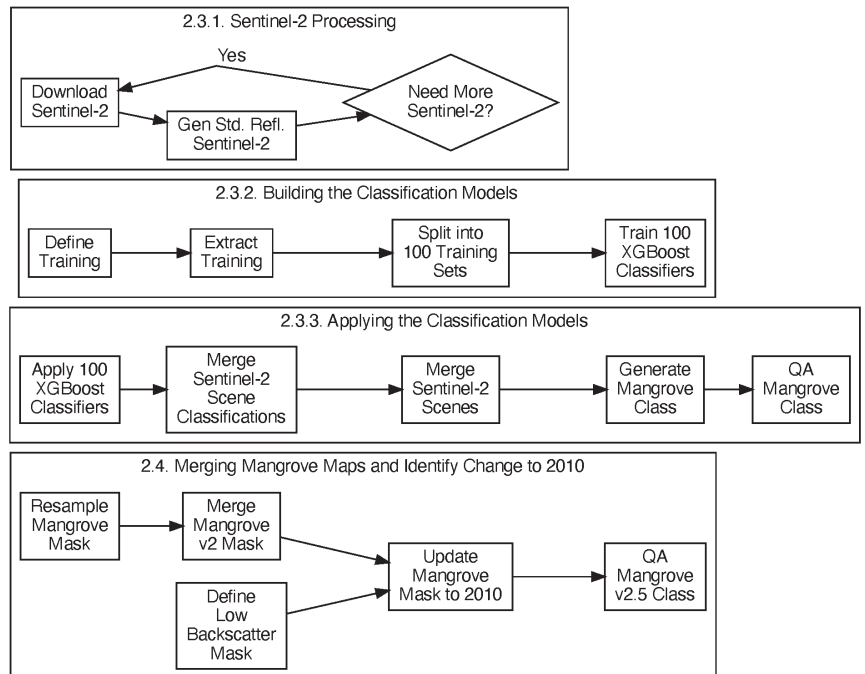 2.3.1. Sentinel-2 Processing
Yes
Download
Sentinel-2
Gen Std. Refl.
Sentinel-2
Need More
Sentinel-2?
2.3.2. Building the Classification Models
Define
Training
Extract
Training
Split into
100 Training
Sets
Train 100
XGBoost
Classifiers
2.3.3. Applying the Classification Models
Apply 100
XGBoost
Classifiers
Merge
Sentinel-2
Scene
Classifications
Merge
Sentinel-2
Scenes
Generate
Mangrove
Class
QA
Mangrove
Class
2.4. Merging Mangrove Maps and Identify Change to 2010
Resample
Mangrove
Mask
Merge
Mangrove
v2 Mask
Define
Low
Backscatter
Mask
Update
Mangrove
Mask to 2010
QA
Mangrove
v2.5 Class